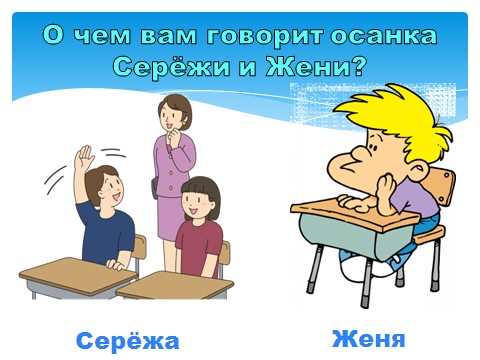 О чем вам говорит осанка
Серёжи и Жени?
Серёжа
Женя